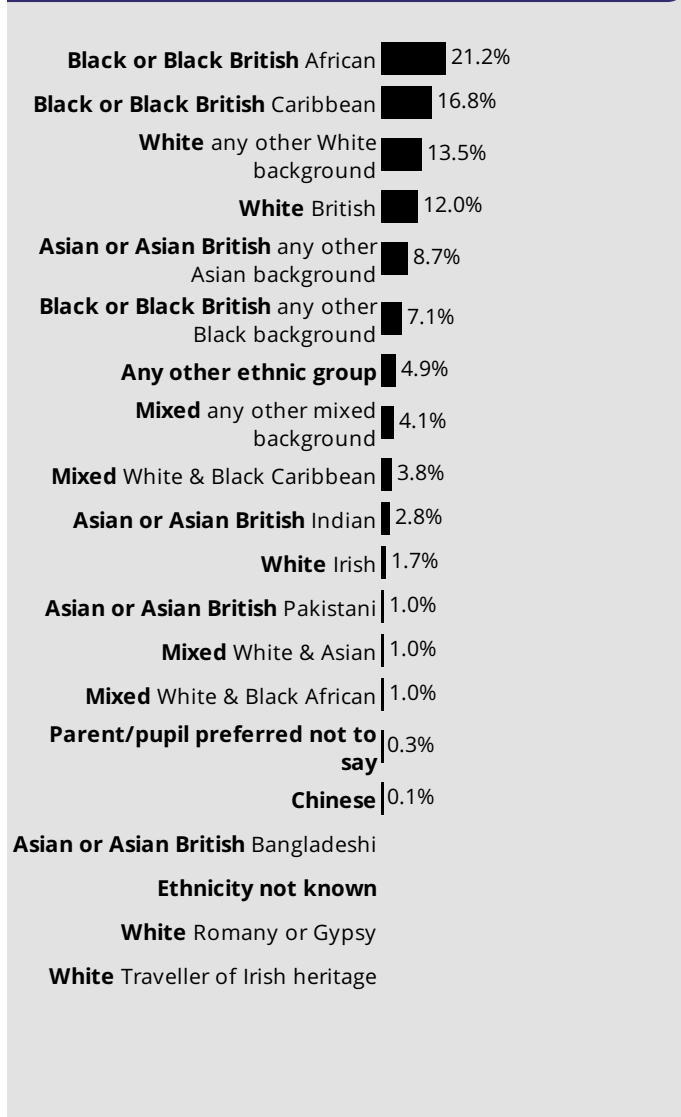 Black or Black British African 21.2%
Black or Black British Caribbean 16.8%
White any other White
background 13.5%
White British 12.0%
Asian or Asian British any other
Asian background 8.7%
Black or Black British any other
Black background 7.1%
Any other ethnic group 4.9%
Mixed any other mixed
background 4.1%
Mixed White & Black Caribbean 3.8%
Asian or Asian British Indian 2.8%
White Irish 1.7%
Asian or Asian British Pakistani 1.0%
Mixed White & Asian 1.0%
Mixed White & Black African 1.0%
Parent/pupil preferred not to
say 0.3%
Chinese 0.1%
Asian or Asian British Bangladeshi
Ethnicity not known
White Romany or Gypsy
White Traveller of Irish heritage